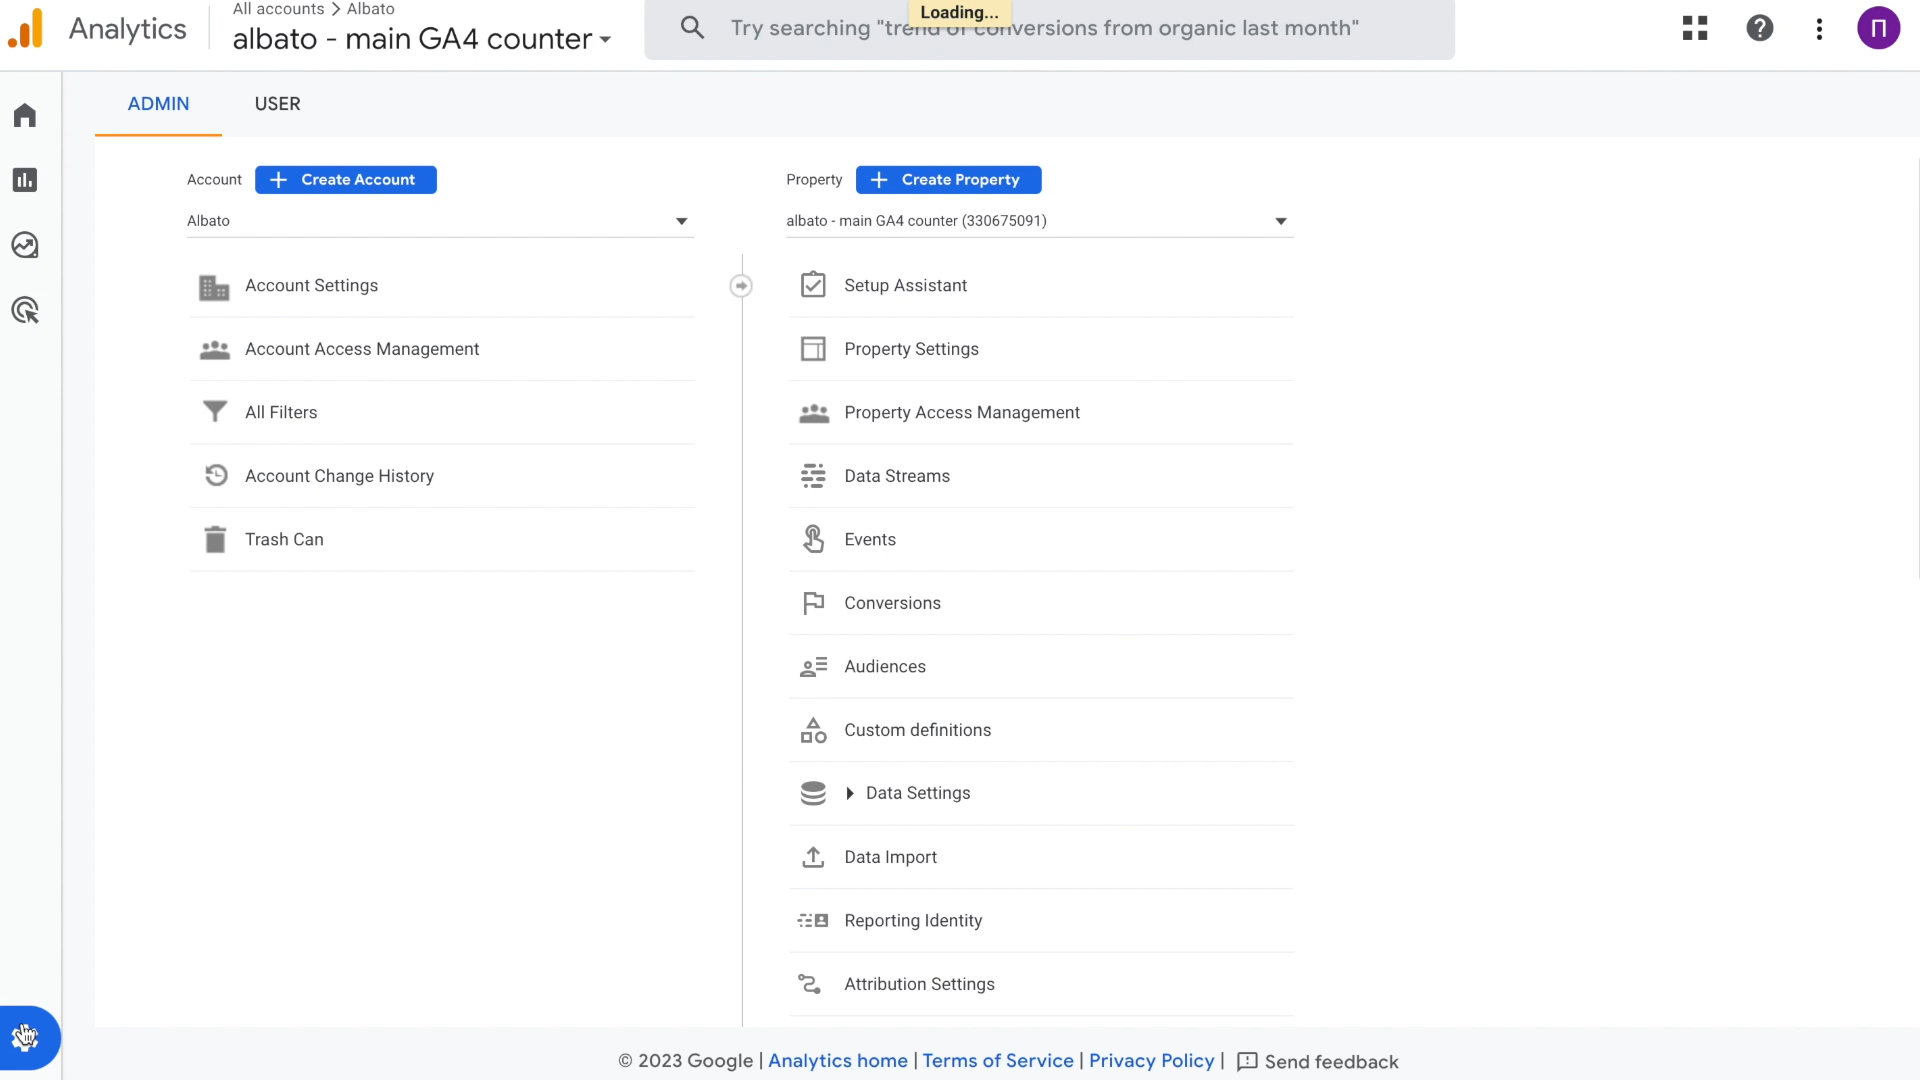 Analytics
All accounts > Albato
albato - main GA4 counter
Try searching "trend of conversions from organic last month"
Loading...
П
ADMIN
USER
Account
Create Account
Albato
Account Settings
Account Access Management
All Filters
Account Change History
Trash Can
Property
Create Property
albato - main GA4 counter (330675091)
Setup Assistant
Property Settings
Property Access Management
Data Streams
Events
Conversions
Audiences
Custom definitions
Data Settings
Data Import
Reporting Identity
Attribution Settings
© 2023 Google | Analytics home | Terms of Service | Privacy Policy | Send feedback